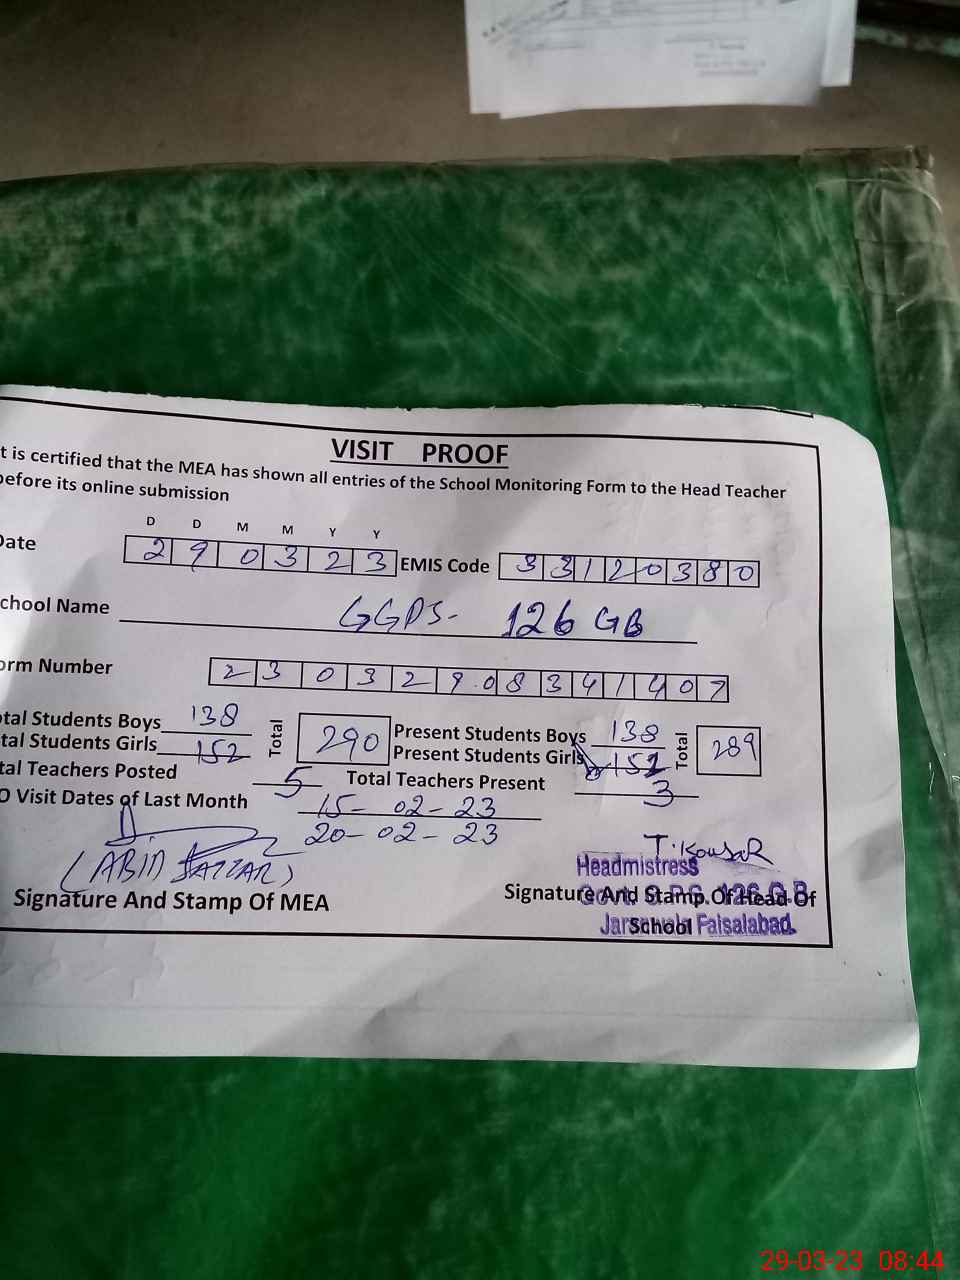 VISIT PROOF
t is certified that the MEA has shown all entries of the School Monitoring Form to the Head Teacher
before its online submission
D D M M Y Y
Date 2 9 0 3 2 3 EMIS Code 3 3 1 2 0 3 8 0
chool Name GGPS- 126 GB
orm Number 2 3 0 3 2 9 0 8 3 4 1 4 0 7
otal Students Boys 138 Total 290 Present Students Boys 138 Total 289
tal Students Girls 152 Present Students Girls 151
tal Teachers Posted 5 Total Teachers Present 3
O Visit Dates of Last Month 15- 02-23
20-02-23
(ABID
T. Kousar
Headmistress
Signature And Stamp Of MEA
Signature And Stamp Of Head Of
School
Govt. G.P.S. 126 G.B
Faisalabad.
29-03-23 08:44